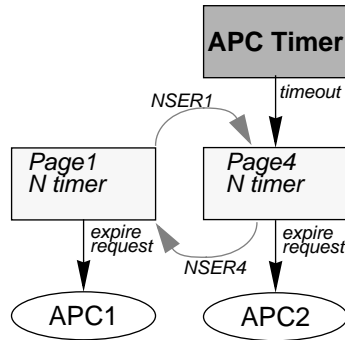 APC Timer
timeout
NSER1
Page1
N timer
Page4
N timer
expire
request
NSER4
expire
request
APC1
APC2